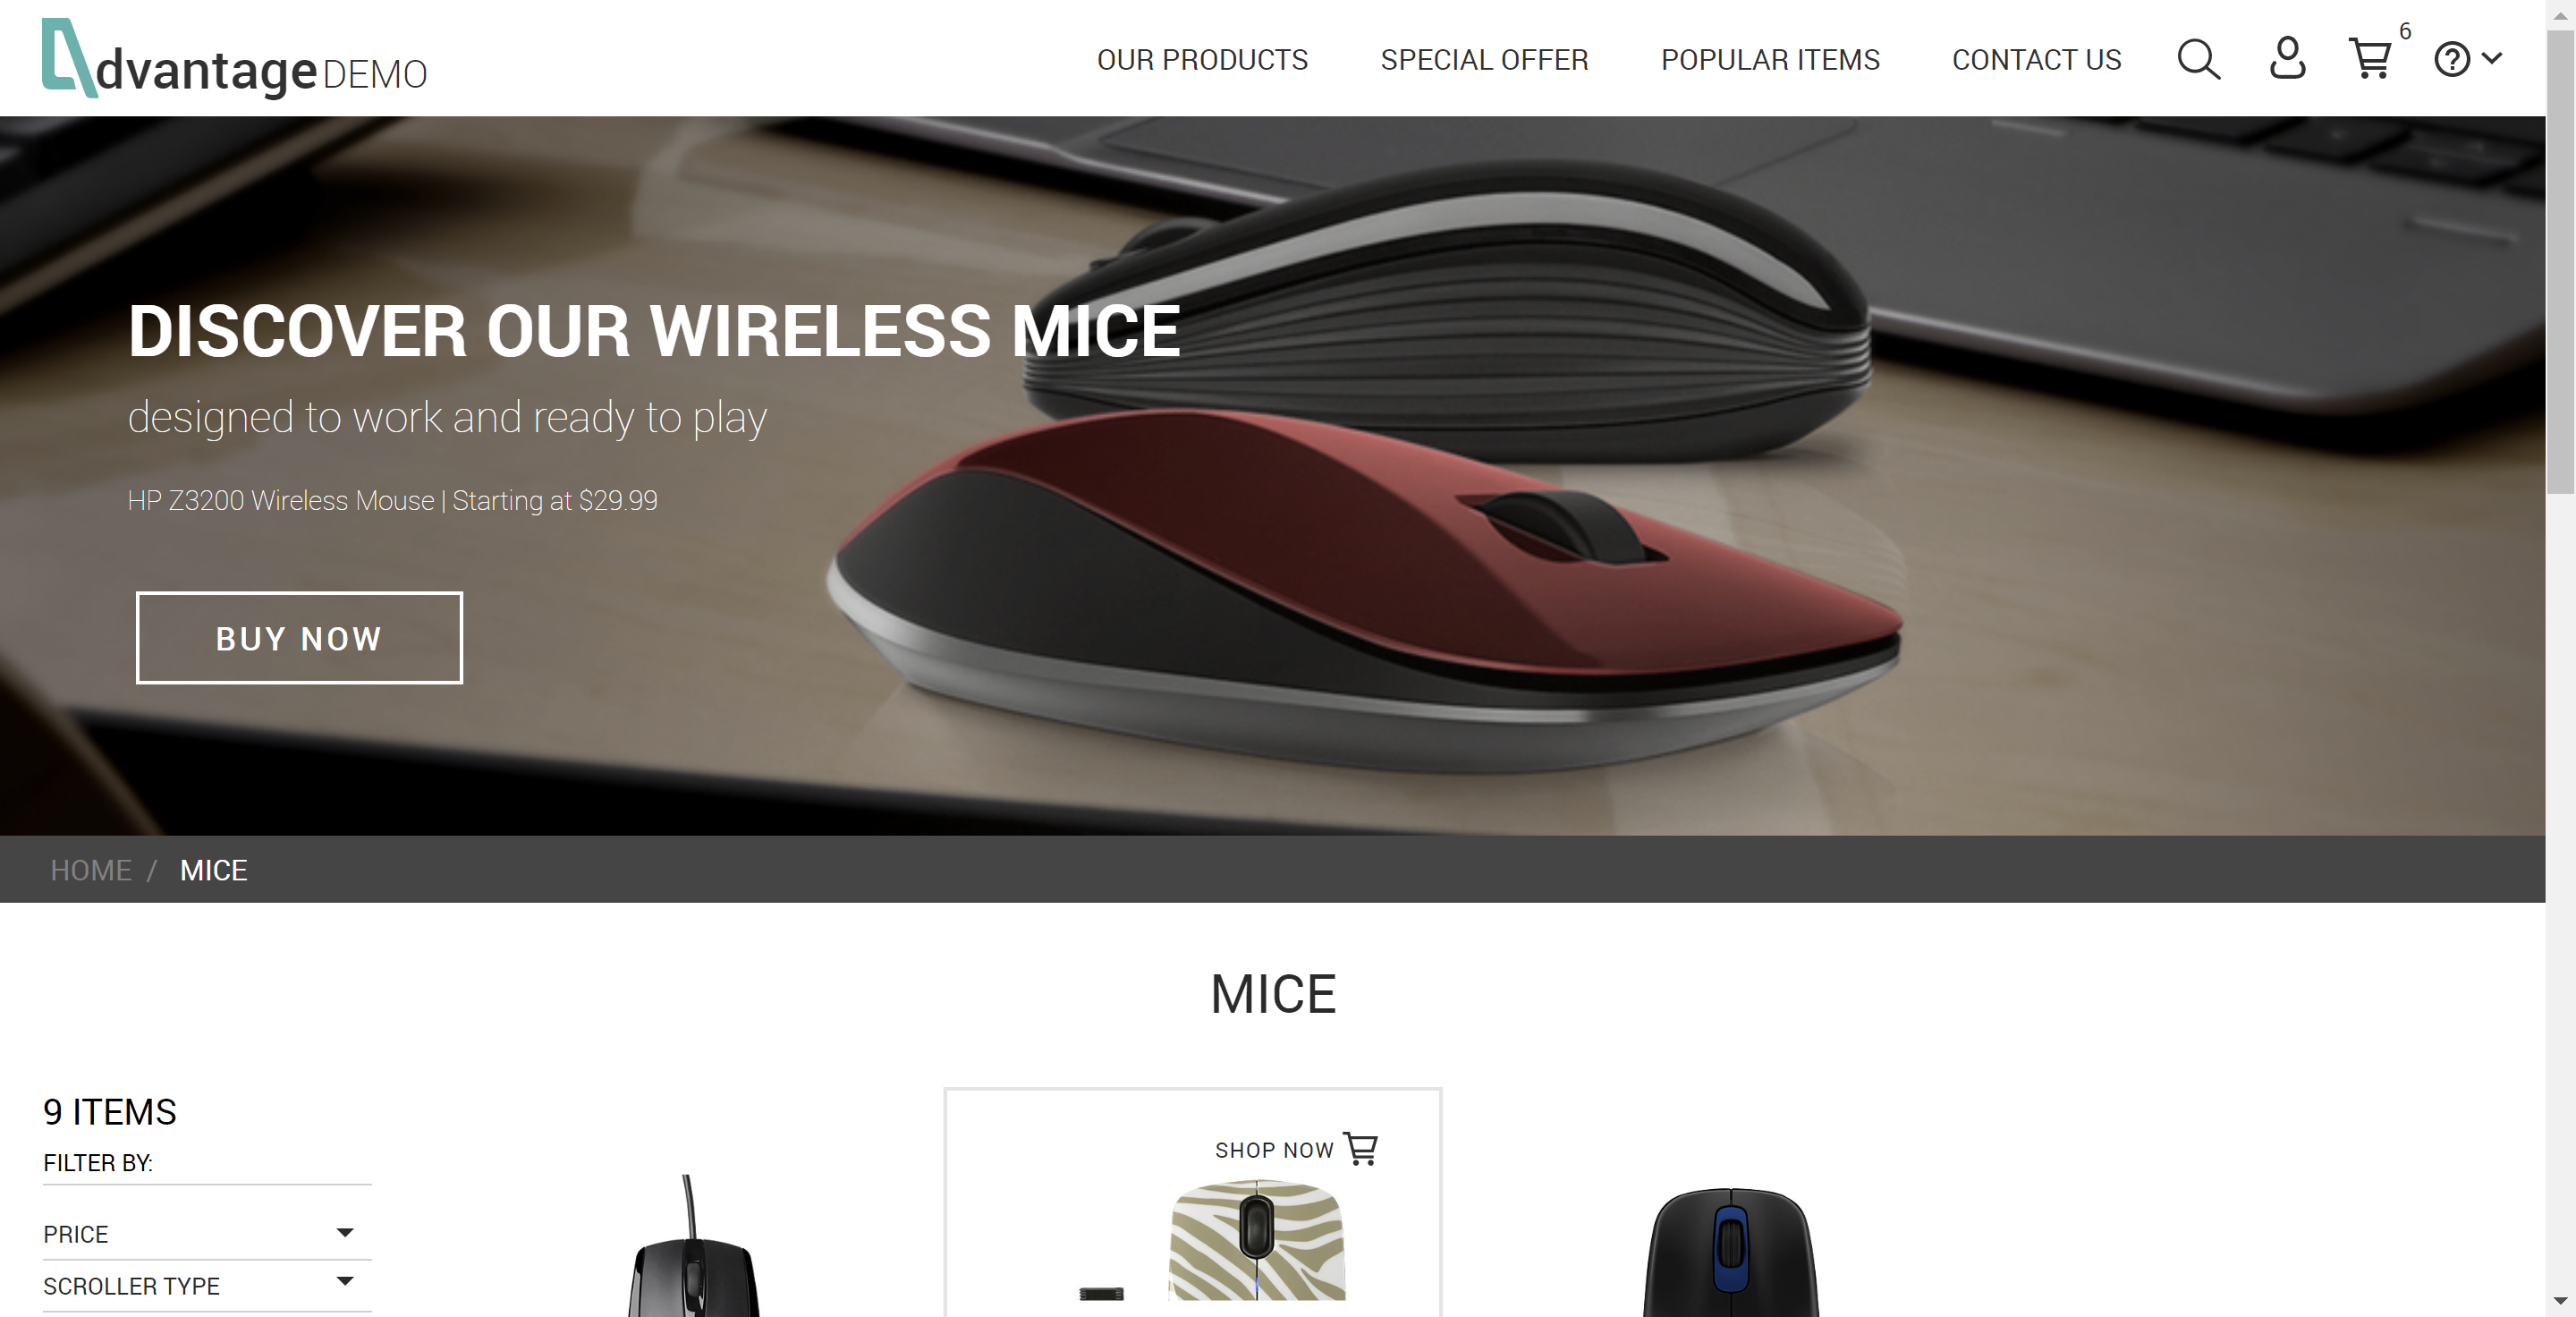 dvantage DEMO
OUR PRODUCTS SPECIAL OFFER POPULAR ITEMS CONTACT US 6
DISCOVER OUR WIRELESS MICE
designed to work and ready to play
HP Z3200 Wireless Mouse | Starting at $29.99
BUY NOW
HOME / MICE
MICE
9 ITEMS
FILTER BY:
SHOP NOW
PRICE
SCROLLER TYPE